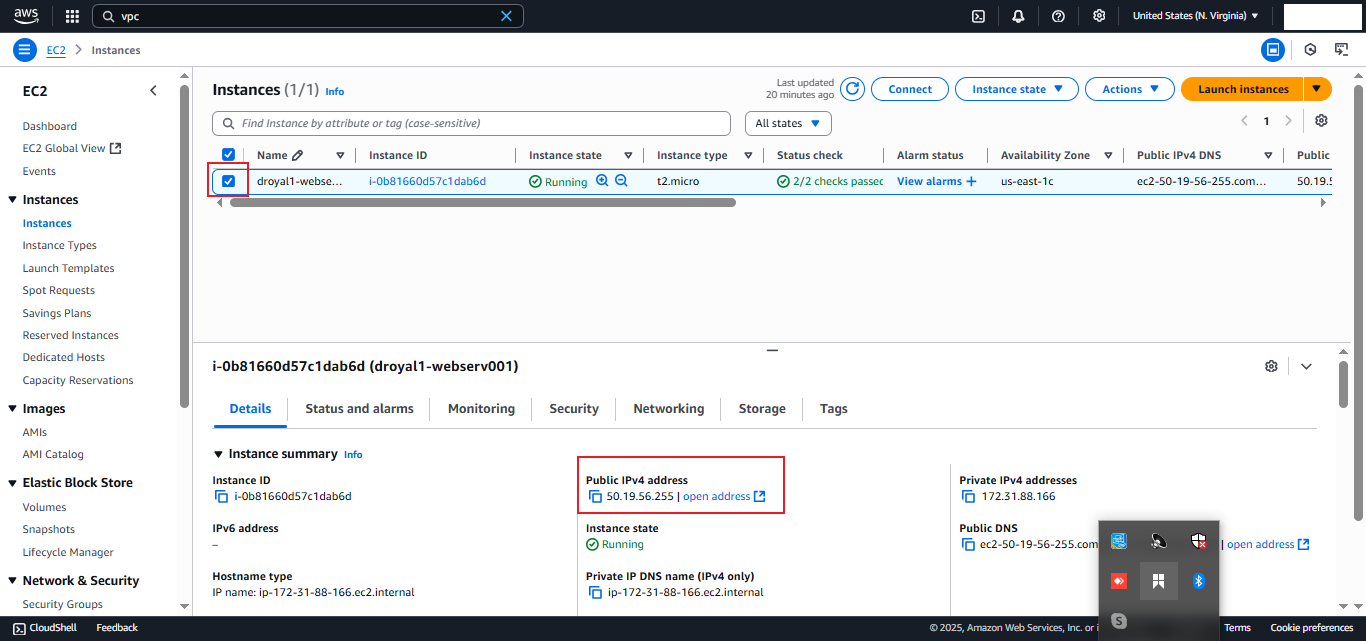 aws
vpc
United States (N. Virginia)
EC2
Instances
EC2
Dashboard
EC2 Global View
Events
Instances
Instances
Instance Types
Launch Templates
Spot Requests
Savings Plans
Reserved Instances
Dedicated Hosts
Capacity Reservations
Images
AMIs
AMI Catalog
Elastic Block Store
Volumes
Snapshots
Lifecycle Manager
Network & Security
Security Groups
Instances (1/1) Info
Last updated
20 minutes ago
Connect
Instance state
Actions
Launch instances
Find Instance by attribute or tag (case-sensitive)
All states
1
Name Instance ID Instance state Instance type Status check Alarm status Availability Zone Public IPv4 DNS Public
droyal1-webse... i-0b81660d57c1dab6d Running t2.micro 2/2 checks passed View alarms + us-east-1c ec2-50-19-56-255.com... 50.19.5
i-0b81660d57c1dab6d (droyal1-webserv001)
Details Status and alarms Monitoring Security Networking Storage Tags
Instance summary Info
Instance ID
i-0b81660d57c1dab6d
Public IPv4 address
50.19.56.255 | open address
Private IPv4 addresses
172.31.88.166
IPv6 address
–
Instance state
Running
Public DNS
ec2-50-19-56-255.com | open address
Hostname type
IP name: ip-172-31-88-166.ec2.internal
Private IP DNS name (IPv4 only)
ip-172-31-88-166.ec2.internal
S
CloudShell Feedback
© 2025, Amazon Web Services, Inc. or i Terms Cookie preferences